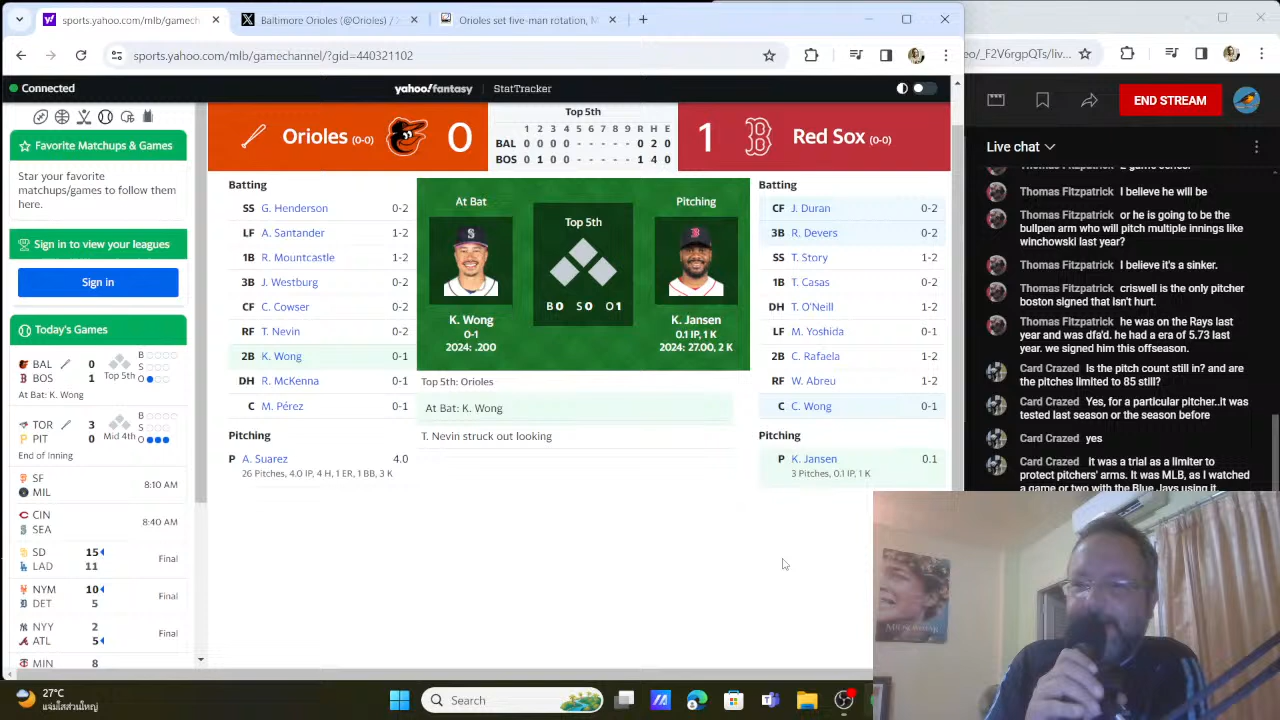 sports.yahoo.com/mlb/gamech
Baltimore Orioles (@Orioles) /
Orioles set five-man rotation, M
sports.yahoo.com/mlb/gamechannel/?gid=440321102
eo/_F2V6rgpQTs/liv...
Connected
yahoo!fantasy
StatTracker
END STREAM
Favorite Matchups & Games
Star your favorite
matchups/games to follow them
here.
Sign in to view your leagues
Sign in
Today's Games
BAL 0
BOS 1
Top 5th
B
S
O
At Bat: K. Wong
TOR 3
PIT 0
Mid 4th
B
S
O
End of Inning
SF
MIL
8:10 AM
CIN
SEA
8:40 AM
SD 15
LAD 11
Final
NYM 10
DET 5
Final
NYY 2
ATL 5
Final
MIN 8
Orioles (0-0)
0
Top 5th
1 2 3 4 5 6 7 8 9 R H E
BAL 0 0 0 0 - - - - - 0 2 0
BOS 0 1 0 0 - - - - - 1 4 0
1
Red Sox (0-0)
Batting
SS G. Henderson 0-2
LF A. Santander 1-2
1B R. Mountcastle 1-2
3B J. Westburg 0-2
CF C. Cowser 0-2
RF T. Nevin 0-2
2B K. Wong 0-1
DH R. McKenna 0-1
C M. Pérez 0-1
Pitching
P A. Suarez 4.0
26 Pitches, 4.0 IP, 4 H, 1 ER, 1 BB, 3 K
At Bat
K. Wong
0-1
2024: .200
Top 5th
B 0 S 0 O 1
Pitching
K. Jansen
0.1 IP, 1 K
2024: 27.00, 2 K
Top 5th: Orioles
At Bat: K. Wong
T. Nevin struck out looking
Batting
CF J. Duran 0-2
3B R. Devers 0-2
SS T. Story 1-2
1B T. Casas 0-2
DH T. O'Neill 1-2
LF M. Yoshida 0-1
2B C. Rafaela 1-2
RF W. Abreu 1-2
C C. Wong 0-1
Pitching
P K. Jansen 0.1
3 Pitches, 0.1 IP, 1 K
Live chat
Thomas Fitzpatrick I believe he will be
Thomas Fitzpatrick
or he is going to be the
bullpen arm who will pitch multiple innings like
winchowski last year?
Thomas Fitzpatrick I believe it's a sinker.
Thomas Fitzpatrick
criswell is the only pitcher
boston signed that isn't hurt.
Thomas Fitzpatrick he was on the Rays last
year and was dfa'd. he had a era of 5.73 last
year. we signed him this offseason.
Card Crazed Is the pitch count still in? and are
the pitches limited to 85 still?
Card Crazed Yes, for a particular pitcher..it was
tested last season or the season before
Card Crazed yes
Card Crazed It was a trial as a limiter to
protect pitchers' arms. It was MLB, as I watched
a game or two with the Blue Jays using it
27°C
Search